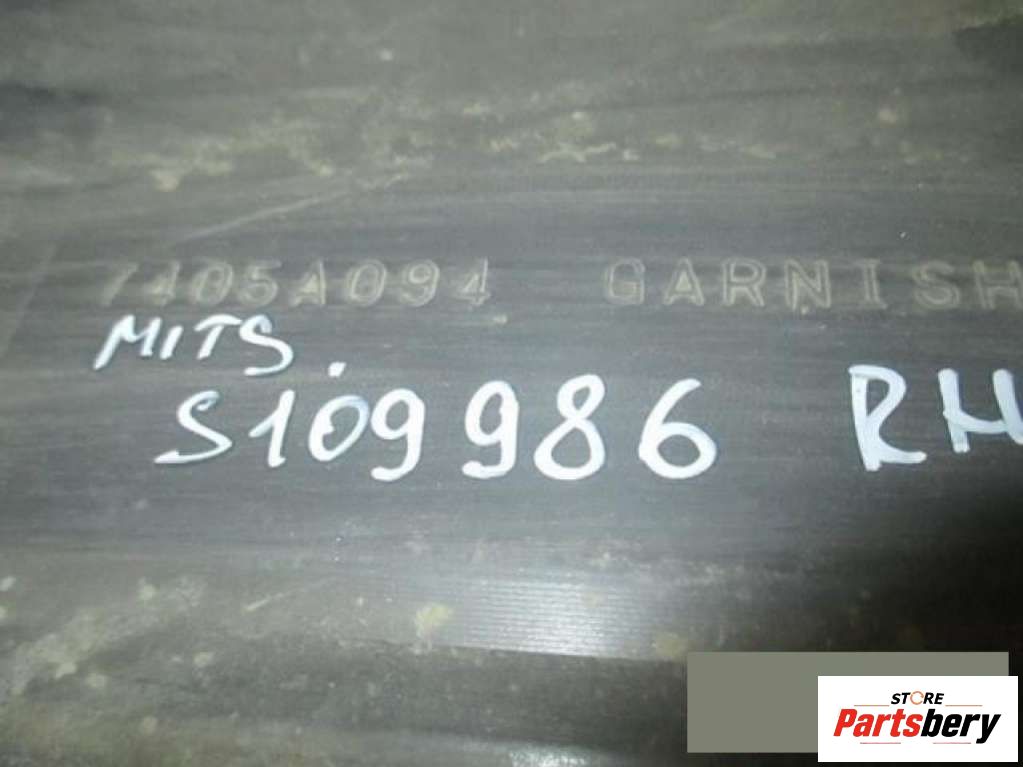 7405A094 GARNISH
MITS.
S109986 RH
STORE
Partsbery